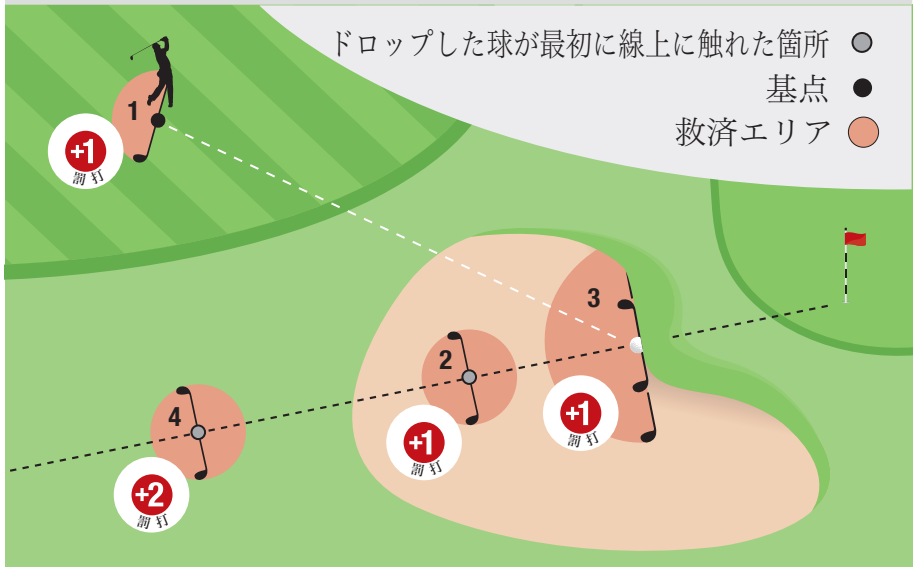 ドロップした球が最初に線上に触れた箇所
基点
救済エリア
1
+1
罰打
3
2
+1
罰打
+1
罰打
4
+2
罰打